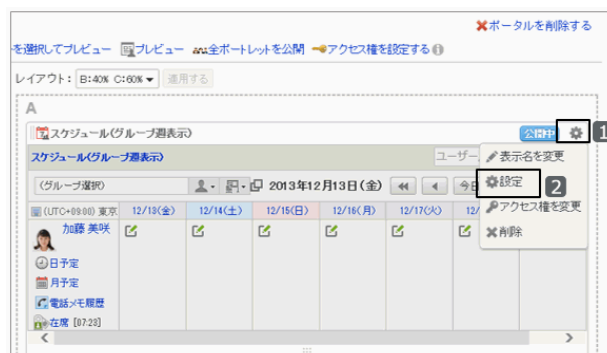 ポータルを削除する
を選択してプレビュー プレビュー 全ポートレットを公開 アクセス権を設定する
レイアウト： B:40% C:60% 適用する
A
スケジュール(グループ週表示) 公開中 1
スケジュール(グループ週表示) ユーザー 表示名を変更
(グループ選択) 2013年12月13日(金) 今日 設定 2
(UTC+09:00) 東京 12/13(金) 12/14(土) 12/15(日) 12/16(月) 12/17(火) 12/ アクセス権を変更
加藤 美咲 削除
日予定
月予定
電話メモ履歴
在席 [07:23]